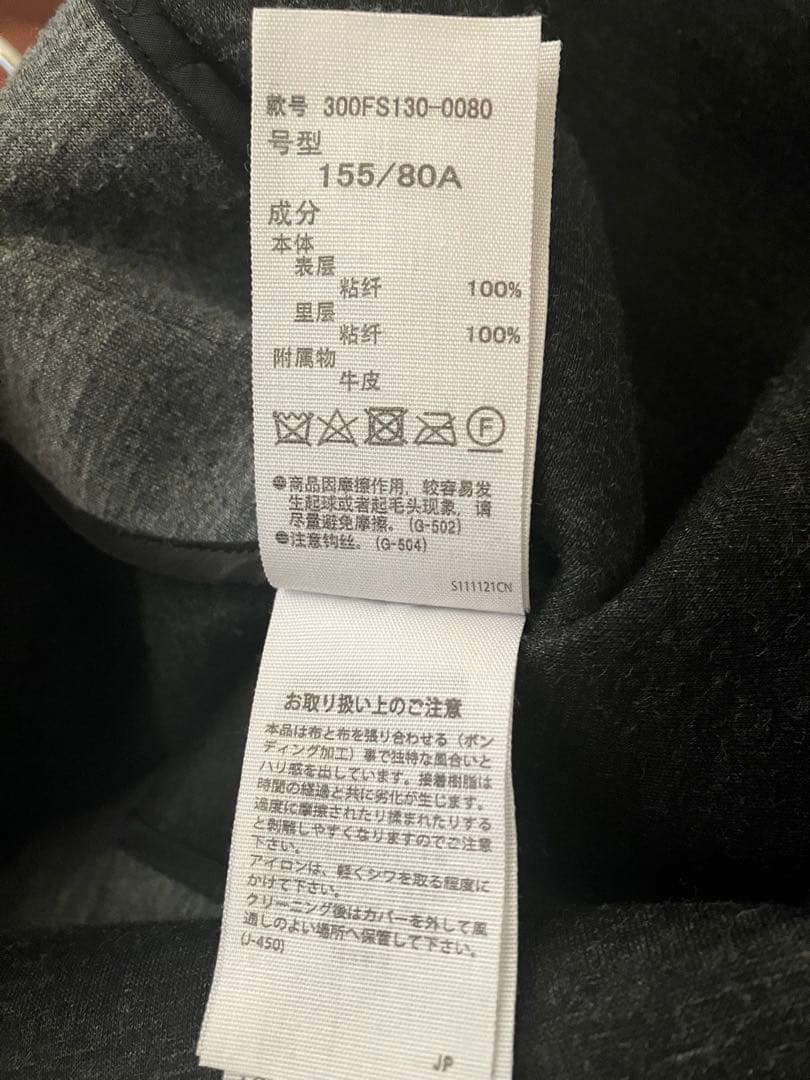 款号 300FS130-0080
号型
155/80A
成分
本体
表层
粘纤 100%
里层
粘纤 100%
附属物
牛皮
F
●商品因摩擦作用，较容易发
生起球或者起毛头现象，请
尽量避免摩擦。(G-502)
●注意钩丝。(G-504)
S111121CN
お取り扱い上のご注意
本品は布と布を張り合わせる（ボン
ディング加工）事で独特な風合いと
ハリ感を出しています。接着樹脂は
時間の経過と共に劣化が生じます。
過度に摩擦されたり揉まれたりする
と剥離しやすくなりますのでご注意
下さい。
アイロンは、軽くシワを取る程度に
かけて下さい。
クリーニング後はカバーを外して風
通しのよい場所へ保管して下さい。
(J-450)
JP